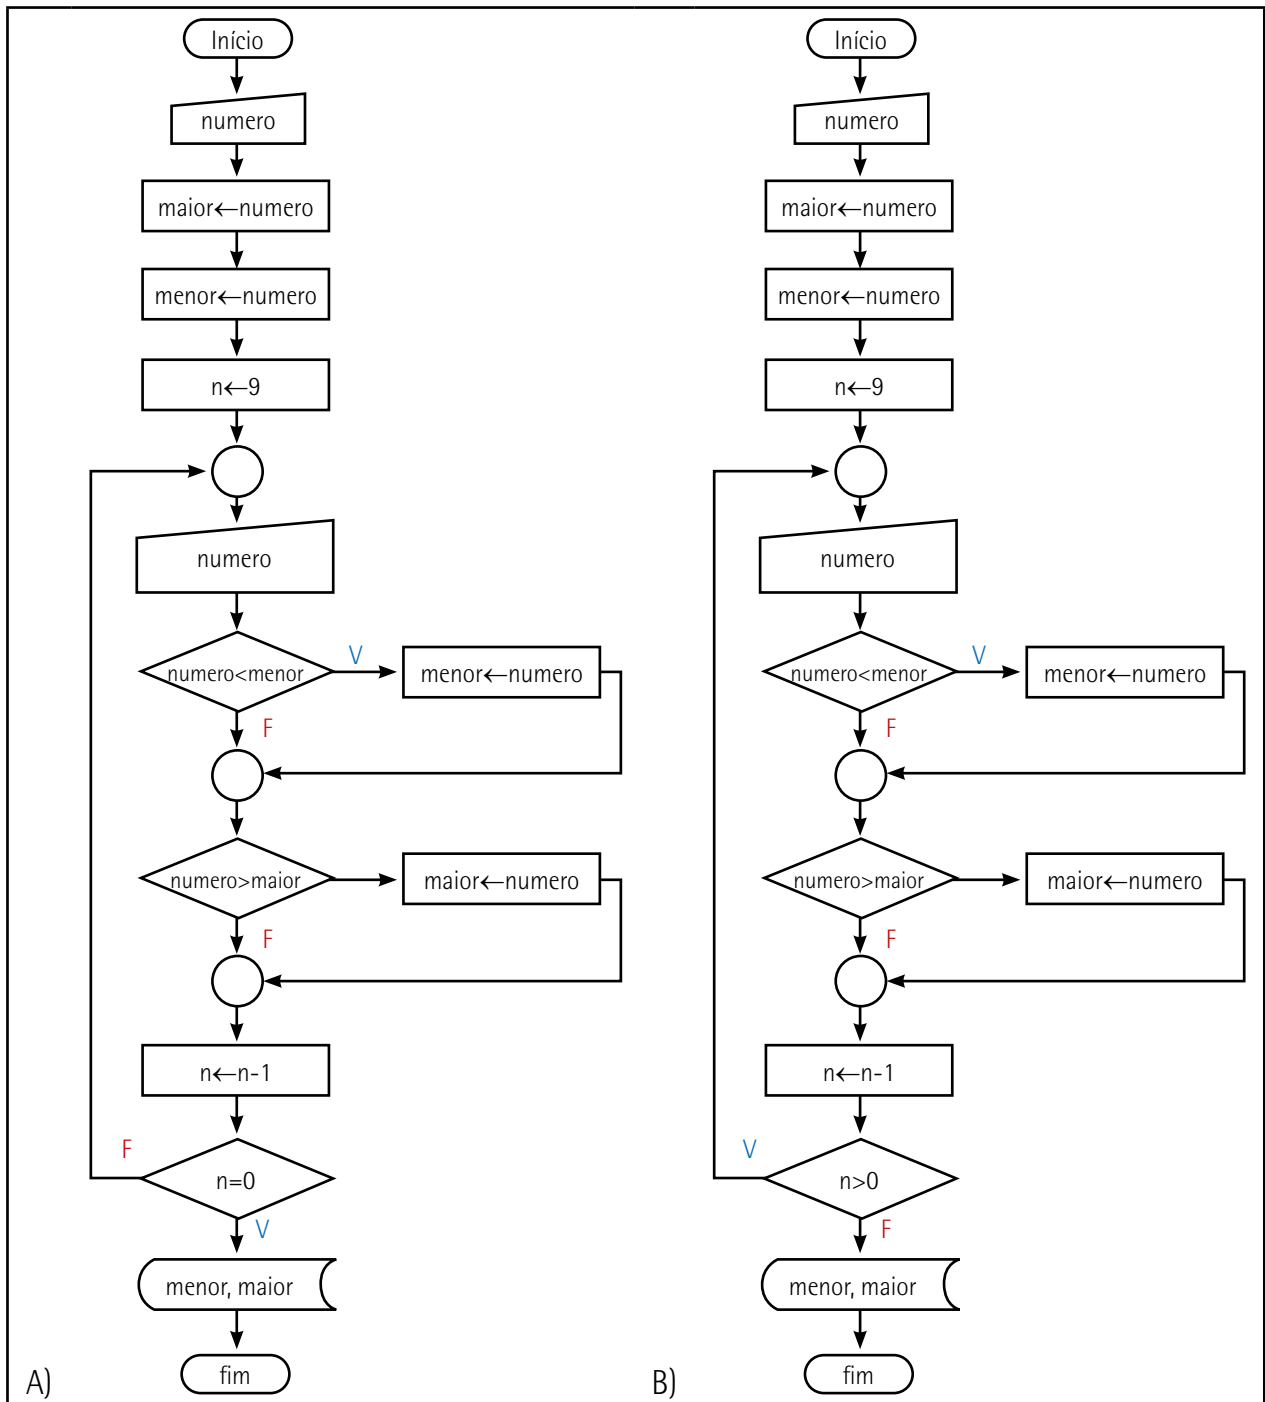 Início
numero
maior←numero
menor←numero
n←9
numero
numero<menor
V
menor←numero
F
numero>maior
maior←numero
F
n←n-1
F
n=0
V
menor, maior
fim
A)
Início
numero
maior←numero
menor←numero
n←9
numero
numero<menor
V
menor←numero
F
numero>maior
maior←numero
F
n←n-1
V
n>0
F
menor, maior
fim
B)